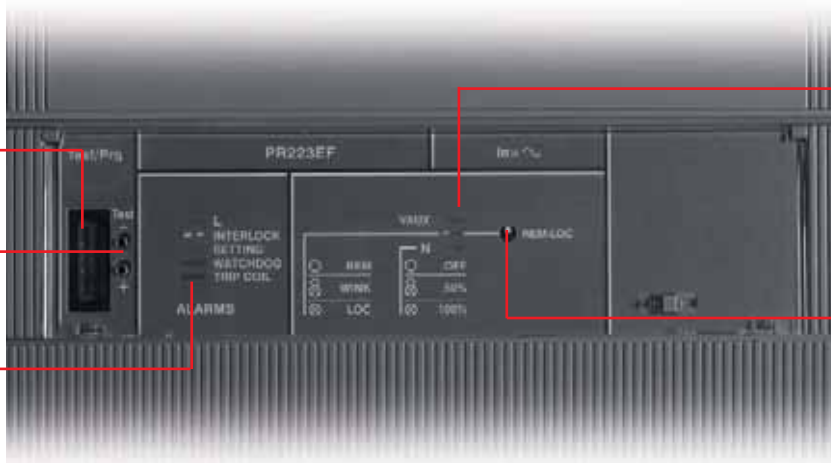 Test/Prg
PR223EF
In=
Test
-
+
L
INTERLOCK
SETTING
WATCHDOG
TRIP COIL
ALARMS
VAUX
REM-LOC
N
REM
WINK
LOC
OFF
50%
100%